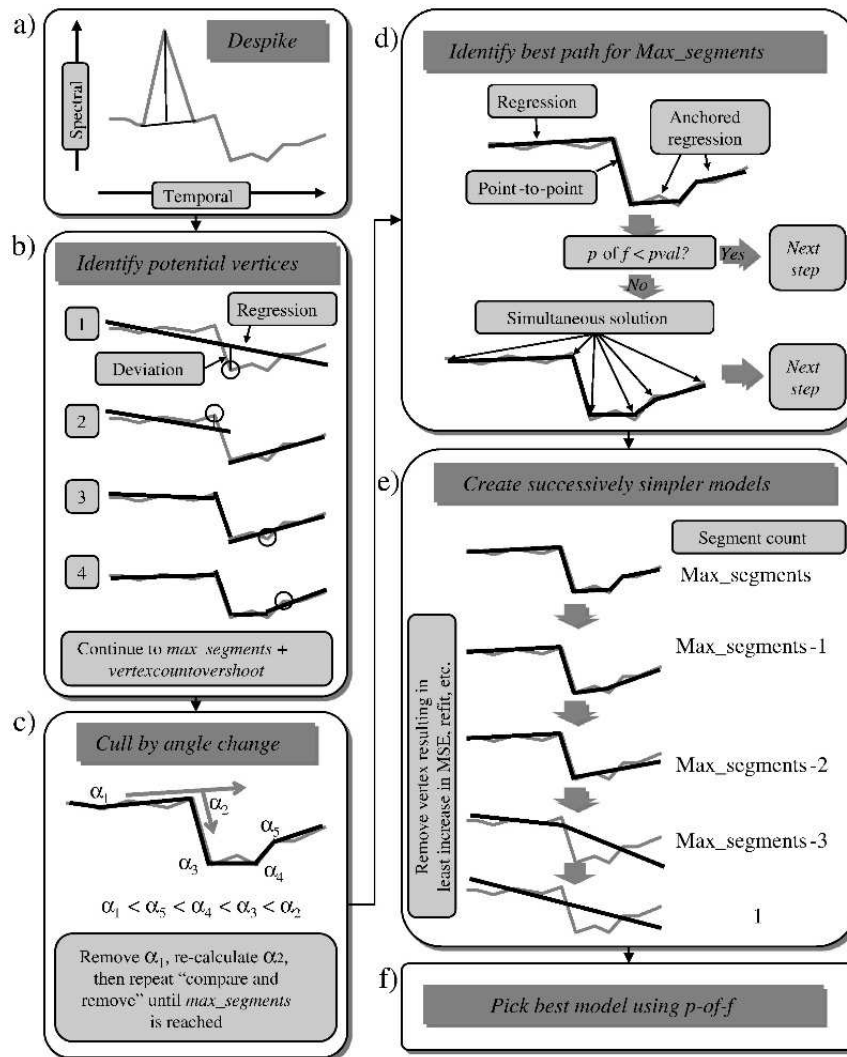 a)
Despike
Spectral
Temporal
b)
Identify potential vertices
1
Regression
Deviation
2
3
4
Continue to max_segments +
vertexcountovershoot
c)
Cull by angle change
α1
α2
α5
α3
α4
α1 < α5 < α4 < α3 < α2
Remove α1, re-calculate α2,
then repeat “compare and
remove” until max_segments
is reached
d)
Identify best path for Max_segments
Regression
Anchored
regression
Point-to-point
p of f < pval?
Yes
Next
step
No
Simultaneous solution
Next
step
e)
Create successively simpler models
Segment count
Max_segments
Max_segments-1
Remove vertex resulting in
least increase in MSE, refit, etc.
Max_segments-2
Max_segments-3
1
f)
Pick best model using p-of-f